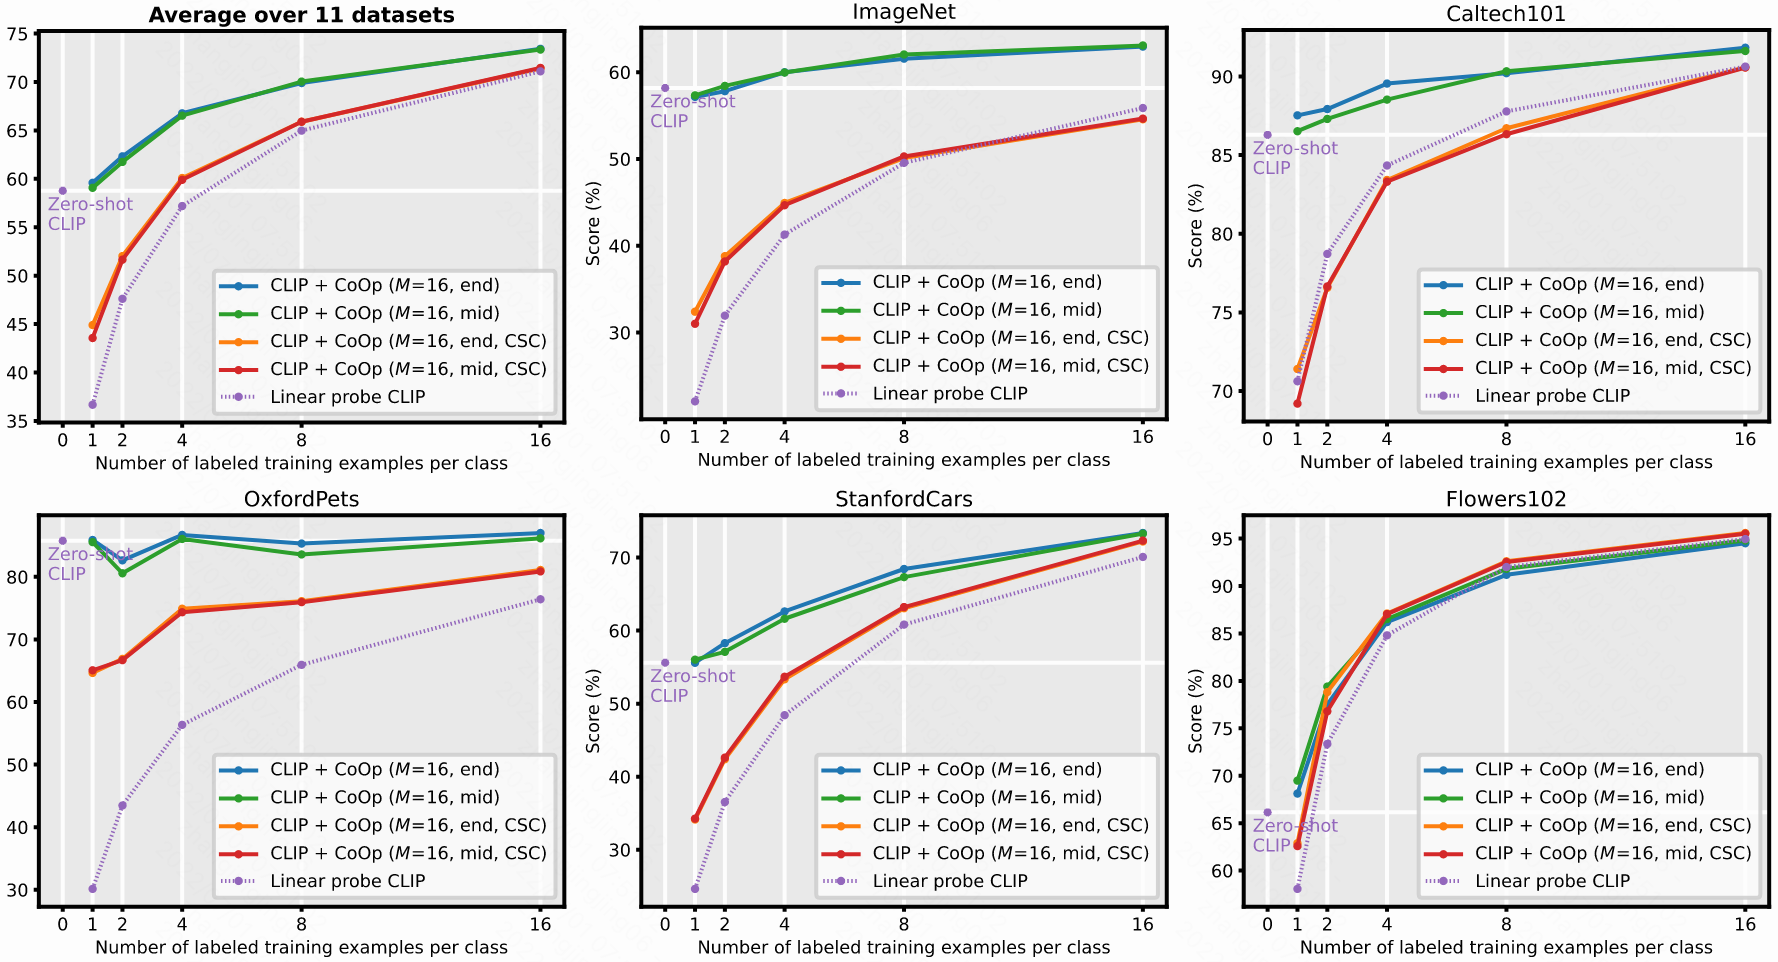 Average over 11 datasets
75
70
65
60
55
50
45
40
35
Zero-shot
CLIP
CLIP + CoOp (M=16, end)
CLIP + CoOp (M=16, mid)
CLIP + CoOp (M=16, end, CSC)
CLIP + CoOp (M=16, mid, CSC)
Linear probe CLIP
0 1 2 4 8 16
Number of labeled training examples per class
ImageNet
Score (%)
60
50
40
30
Zero-shot
CLIP
CLIP + CoOp (M=16, end)
CLIP + CoOp (M=16, mid)
CLIP + CoOp (M=16, end, CSC)
CLIP + CoOp (M=16, mid, CSC)
Linear probe CLIP
0 1 2 4 8 16
Number of labeled training examples per class
Caltech101
Score (%)
90
85
80
75
70
Zero-shot
CLIP
CLIP + CoOp (M=16, end)
CLIP + CoOp (M=16, mid)
CLIP + CoOp (M=16, end, CSC)
CLIP + CoOp (M=16, mid, CSC)
Linear probe CLIP
0 1 2 4 8 16
Number of labeled training examples per class
OxfordPets
80
70
60
50
40
30
Zero-shot
CLIP
CLIP + CoOp (M=16, end)
CLIP + CoOp (M=16, mid)
CLIP + CoOp (M=16, end, CSC)
CLIP + CoOp (M=16, mid, CSC)
Linear probe CLIP
0 1 2 4 8 16
Number of labeled training examples per class
StanfordCars
Score (%)
70
60
50
40
30
Zero-shot
CLIP
CLIP + CoOp (M=16, end)
CLIP + CoOp (M=16, mid)
CLIP + CoOp (M=16, end, CSC)
CLIP + CoOp (M=16, mid, CSC)
Linear probe CLIP
0 1 2 4 8 16
Number of labeled training examples per class
Flowers102
Score (%)
95
90
85
80
75
70
65
60
Zero-shot
CLIP
CLIP + CoOp (M=16, end)
CLIP + CoOp (M=16, mid)
CLIP + CoOp (M=16, end, CSC)
CLIP + CoOp (M=16, mid, CSC)
Linear probe CLIP
0 1 2 4 8 16
Number of labeled training examples per class